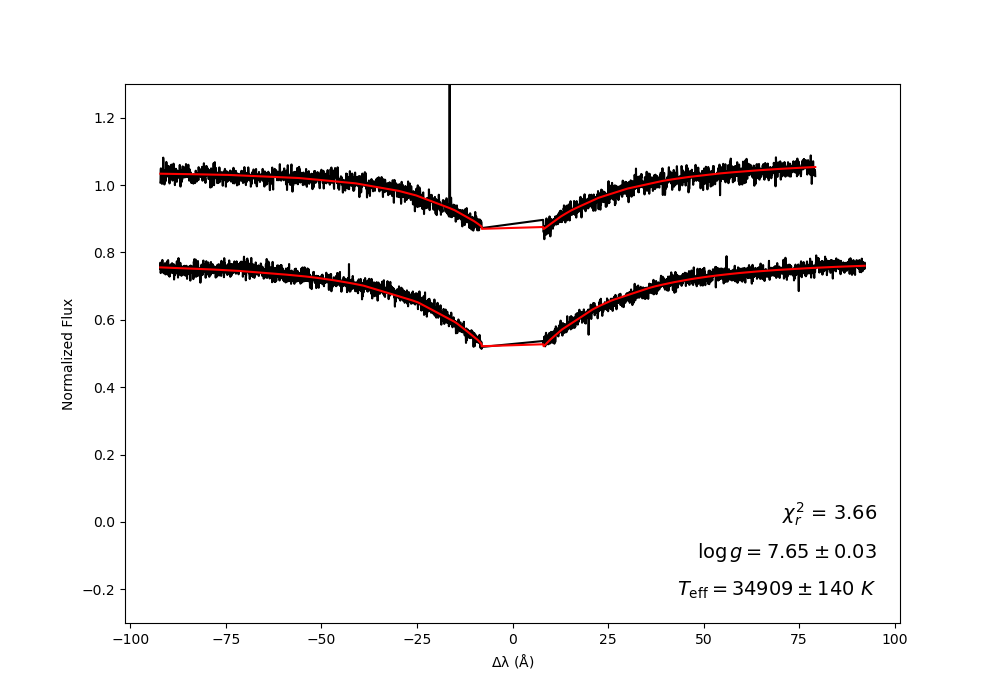 1.2
1.0
0.8
0.6
0.4
0.2
0.0
−0.2
Normalized Flux
χ²ᵣ = 3.66
log g = 7.65 ± 0.03
T_eff = 34909 ± 140 K
−100 −75 −50 −25 0 25 50 75 100
Δλ (Å)